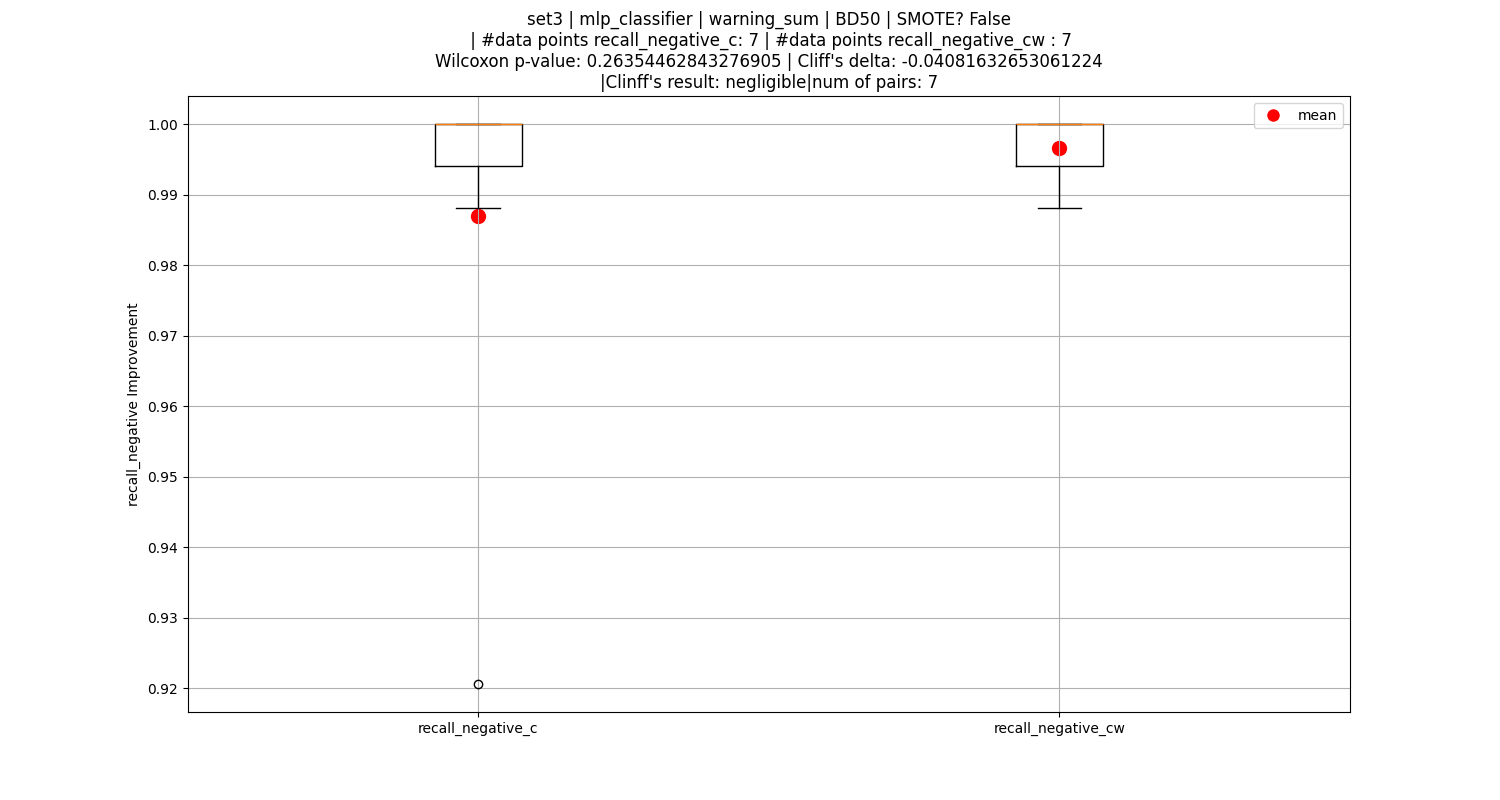 set3 | mlp_classifier | warning_sum | BD50 | SMOTE? False
| #data points recall_negative_c: 7 | #data points recall_negative_cw : 7
Wilcoxon p-value: 0.26354462843276905 | Cliff's delta: -0.04081632653061224
|Clinff's result: negligible|num of pairs: 7
mean
1.00
0.99
0.98
0.97
0.96
0.95
0.94
0.93
0.92
recall_negative Improvement
recall_negative_c
recall_negative_cw